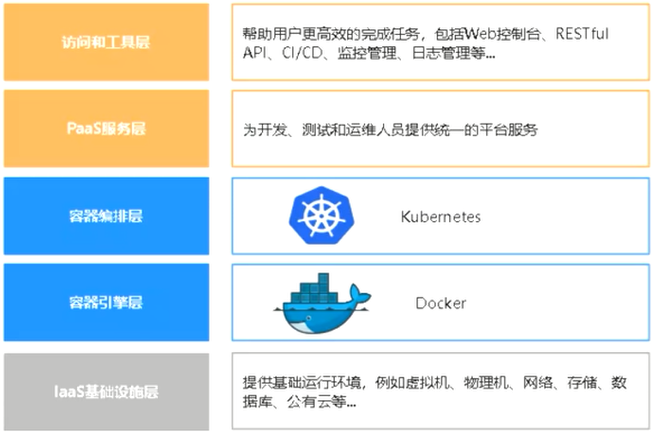 访问和工具层
帮助用户更高效的完成任务，包括Web控制台、RESTful
API、CI/CD、监控管理、日志管理等...
PaaS服务层
为开发、测试和运维人员提供统一的平台服务
容器编排层
Kubernetes
容器引擎层
Docker
IaaS基础设施层
提供基础运行环境，例如虚拟机、物理机、网络、存储、数
据库、公有云等...